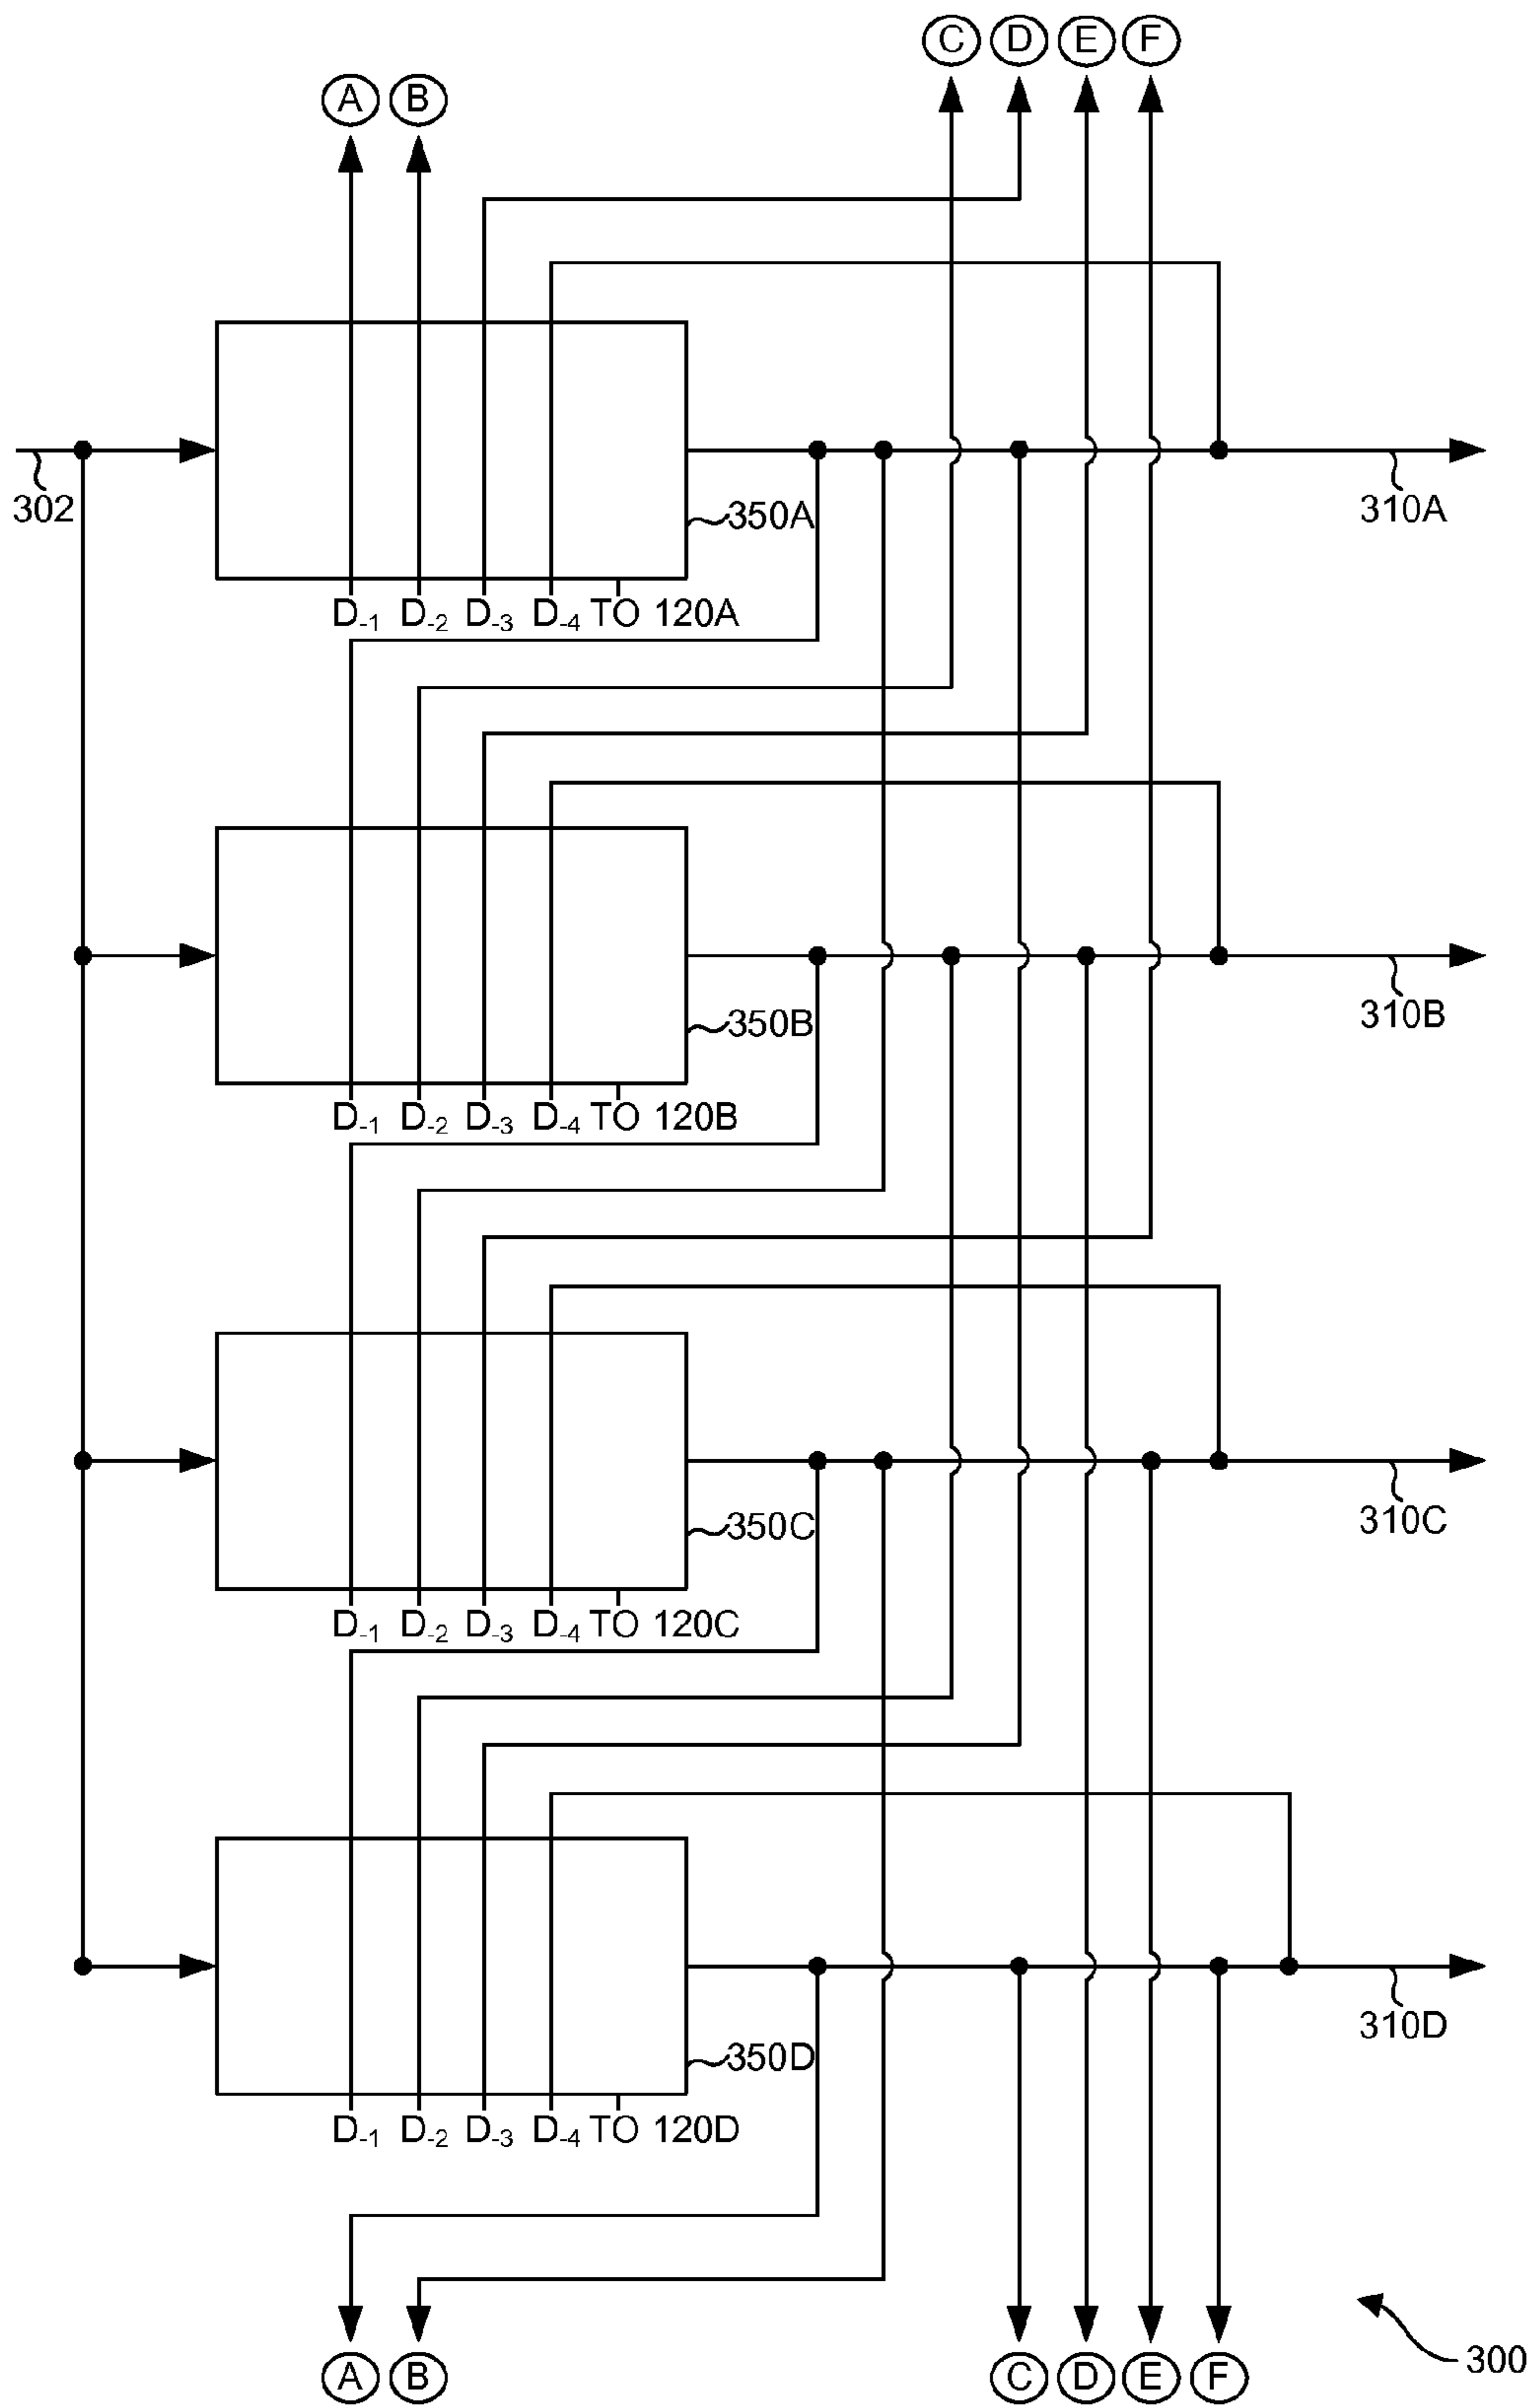 C D E F
A B
302
350A
310A
D-1 D-2 D-3 D-4 TO 120A
350B
310B
D-1 D-2 D-3 D-4 TO 120B
350C
310C
D-1 D-2 D-3 D-4 TO 120C
350D
310D
D-1 D-2 D-3 D-4 TO 120D
300
A B C D E F